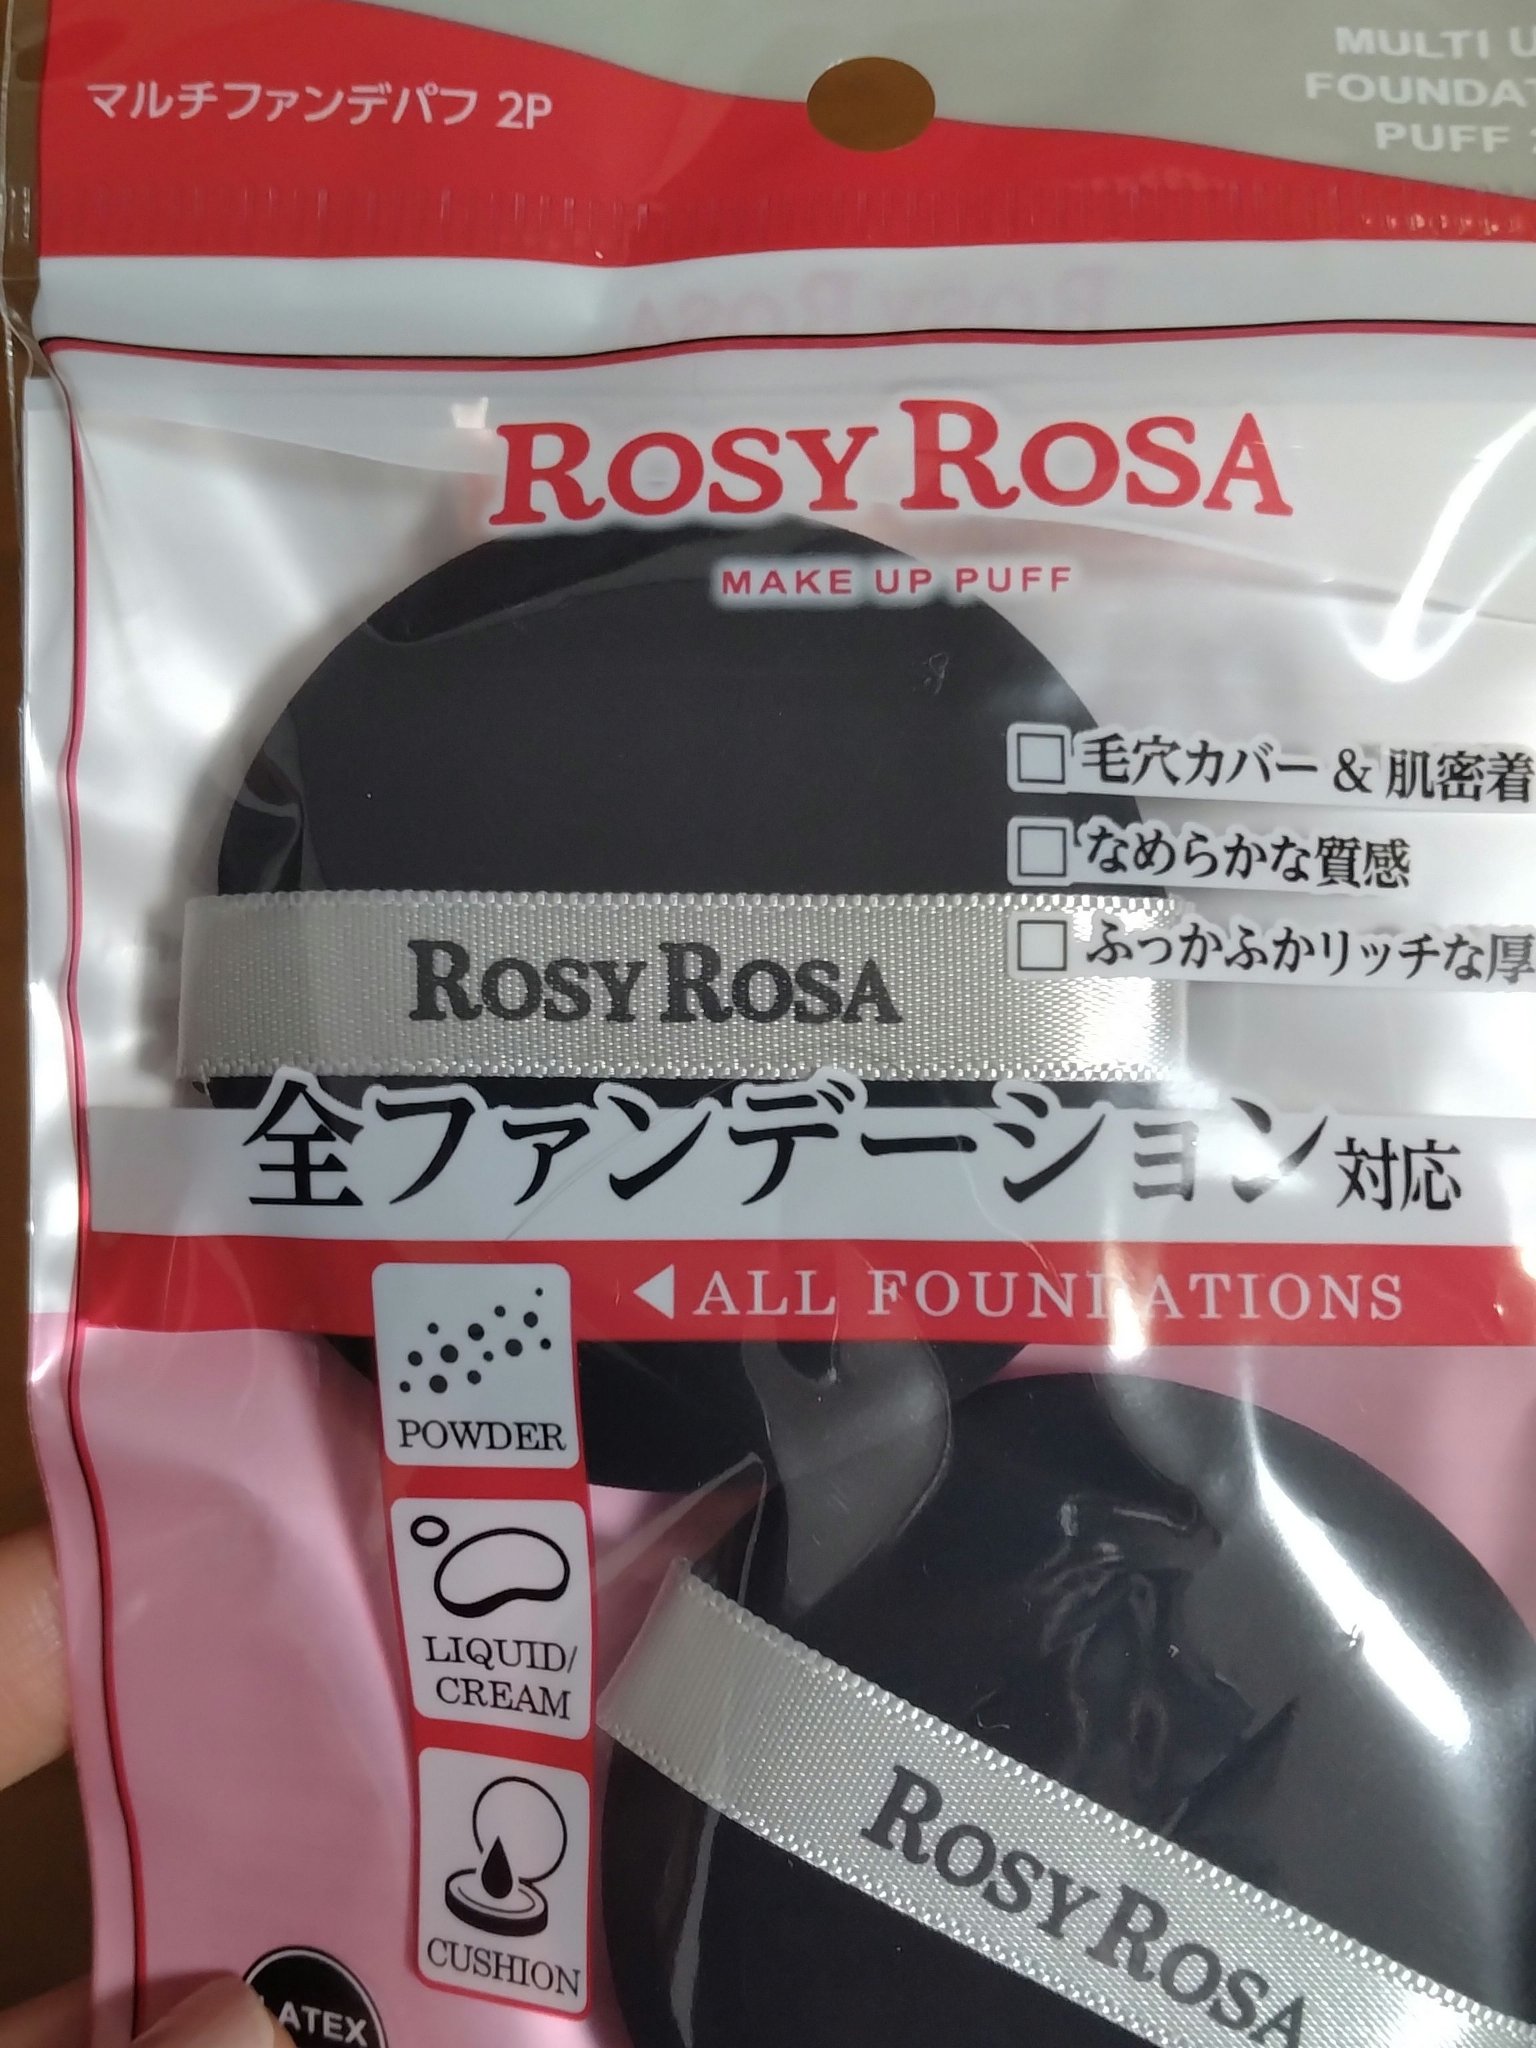 マルチファンデパフ 2P
MULTI
PUFF
ROSY ROSA
MAKE UP PUFF
□ 毛穴カバー & 肌密着
□ なめらかな質感
□ ふっかふかリッチな厚
ROSY ROSA
全ファンデーション対応
◀ ALL FOUNDATIONS
POWDER
LIQUID/
CREAM
CUSHION
ROSY ROSA